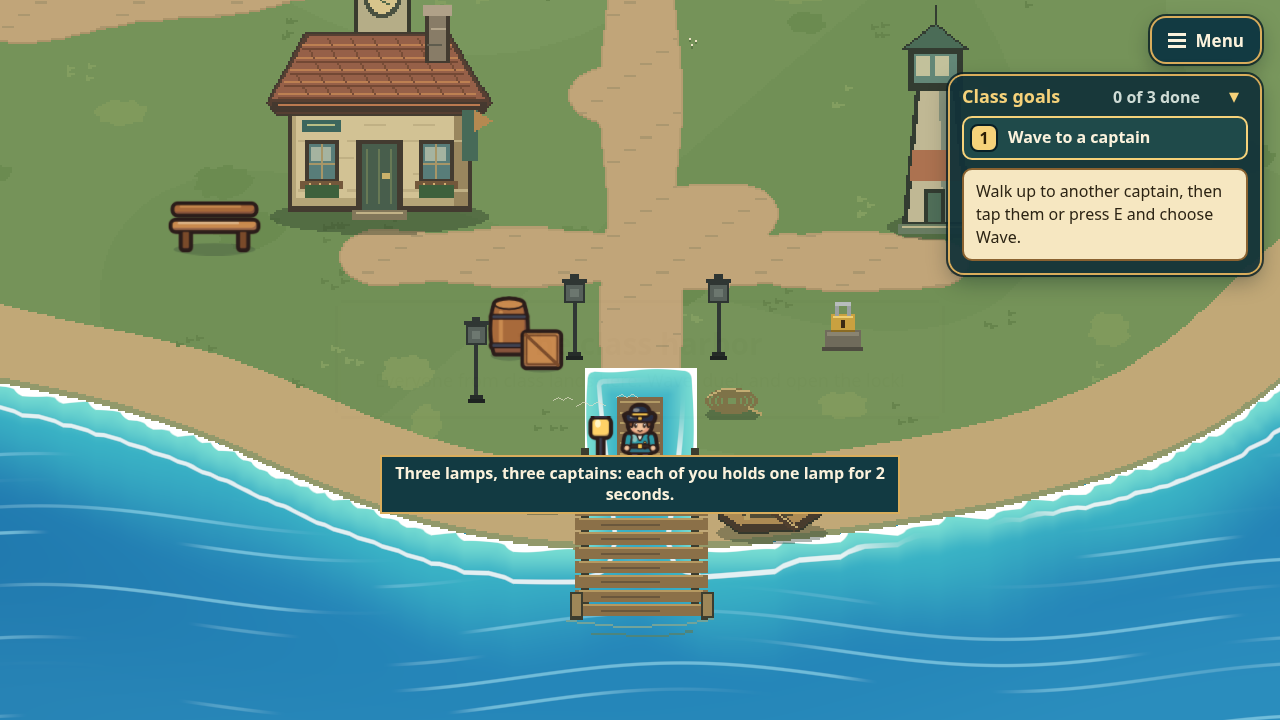 Menu
Class goals
0 of 3 done
1
Wave to a captain
Walk up to another captain, then
tap them or press E and choose
Wave.
Three lamps, three captains: each of you holds one lamp for 2
seconds.